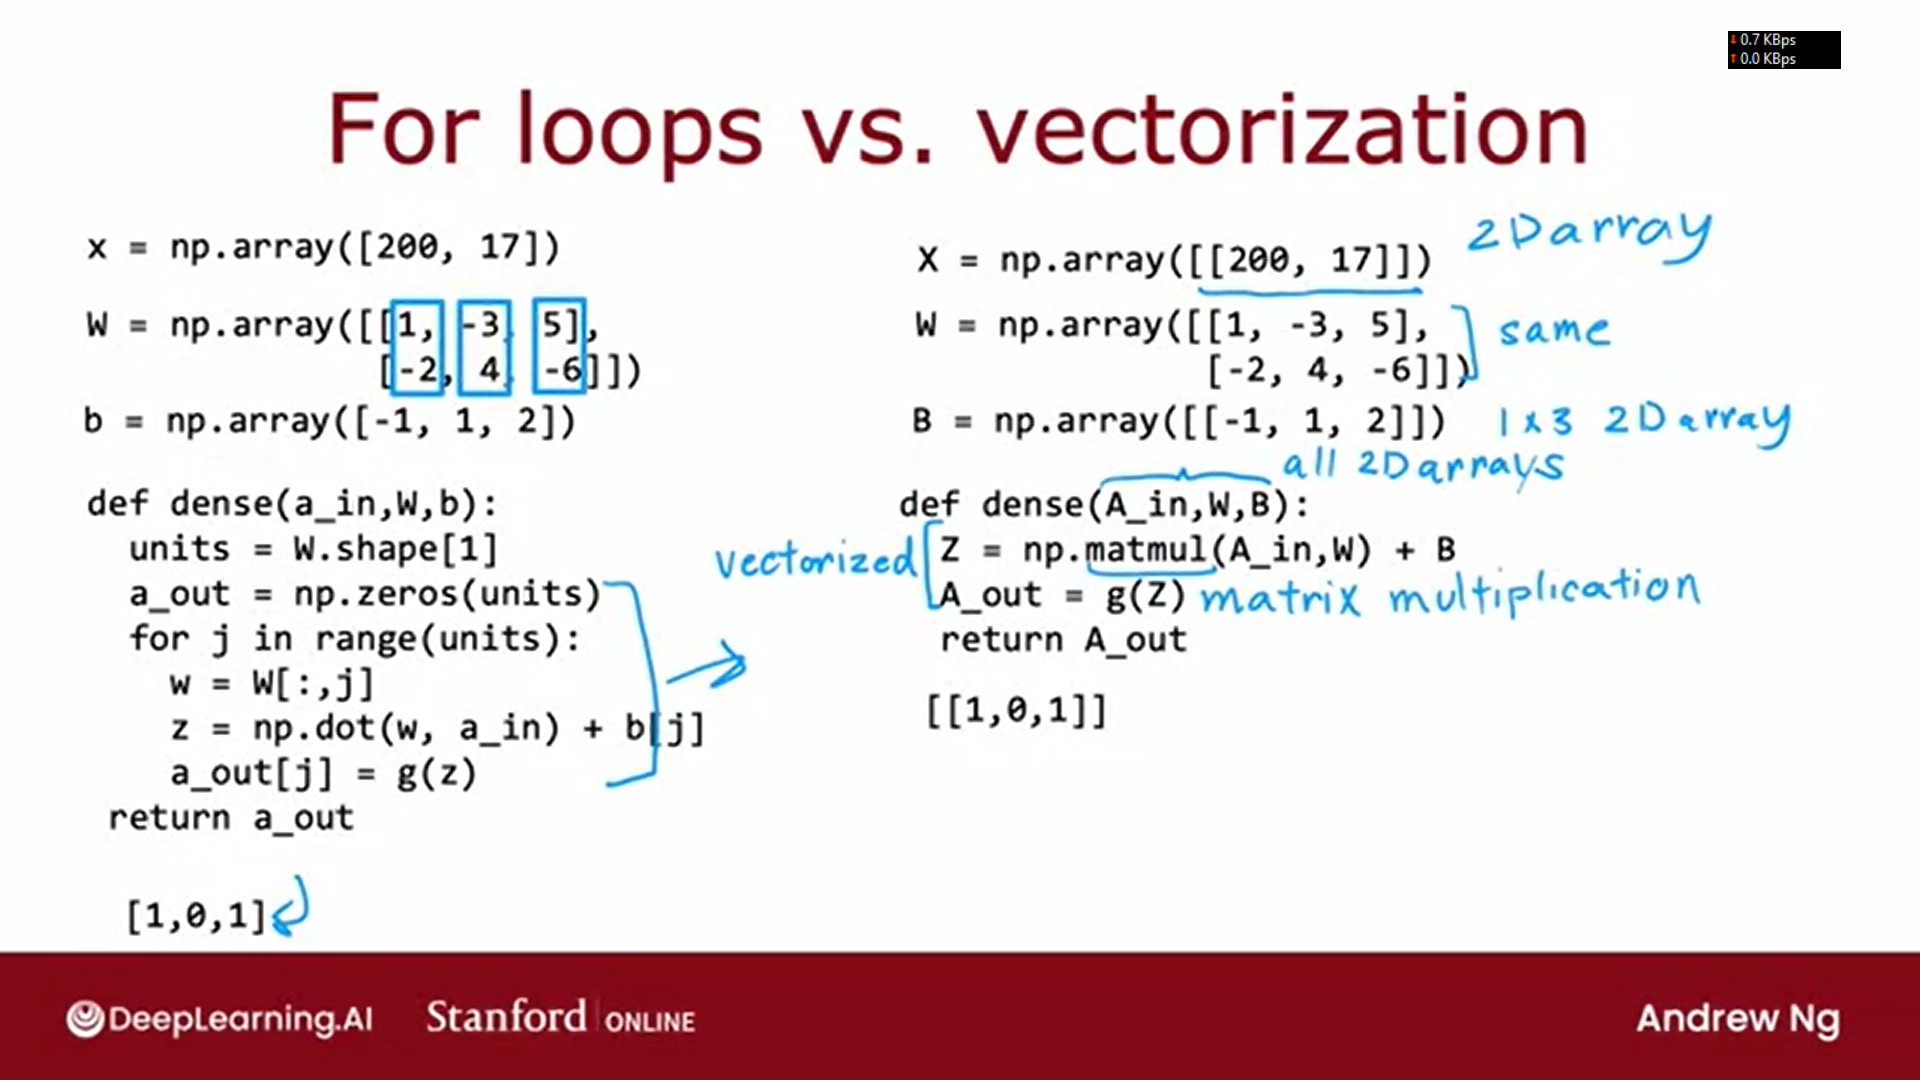 0.7 KBps
0.0 KBps
For loops vs. vectorization
x = np.array([200, 17])
W = np.array([[1, -3, 5],
[-2, 4, -6]])
b = np.array([-1, 1, 2])
def dense(a_in,W,b):
units = W.shape[1]
a_out = np.zeros(units)
for j in range(units):
w = W[:,j]
z = np.dot(w, a_in) + b[j]
a_out[j] = g(z)
return a_out
[1,0,1]
X = np.array([[200, 17]]) 2D array
W = np.array([[1, -3, 5],
[-2, 4, -6]]) same
B = np.array([[-1, 1, 2]]) 1 x 3 2D array
all 2D arrays
def dense(A_in,W,B):
vectorized Z = np.matmul(A_in,W) + B
A_out = g(Z) matrix multiplication
return A_out
[[1,0,1]]
DeepLearning.AI Stanford ONLINE Andrew Ng